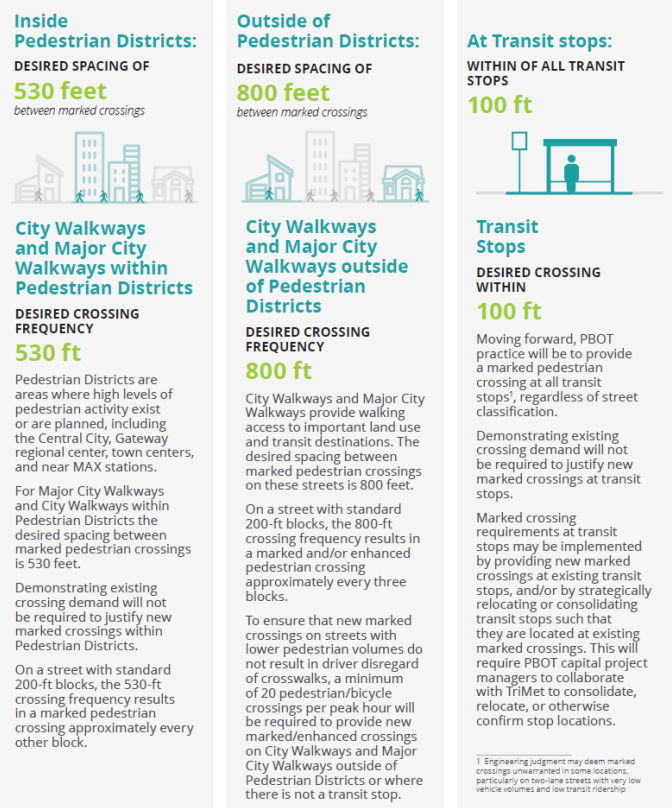 Inside
Pedestrian Districts:
DESIRED SPACING OF
530 feet
between marked crossings
City Walkways
and Major City
Walkways within
Pedestrian Districts
DESIRED CROSSING
FREQUENCY
530 ft
Pedestrian Districts are
areas where high levels of
pedestrian activity exist
or are planned, including
the Central City, Gateway
regional center, town centers,
and near MAX stations.
For Major City Walkways
and City Walkways within
Pedestrian Districts the
desired spacing between
marked pedestrian crossings
is 530 feet.
Demonstrating existing
crossing demand will not
be required to justify new
marked crossings within
Pedestrian Districts.
On a street with standard
200-ft blocks, the 530-ft
crossing frequency results
in a marked pedestrian
crossing approximately every
other block.
Outside of
Pedestrian Districts:
DESIRED SPACING OF
800 feet
between marked crossings
City Walkways
and Major City
Walkways outside
of Pedestrian
Districts
DESIRED CROSSING
FREQUENCY
800 ft
City Walkways and Major City
Walkways provide walking
access to important land use
and transit destinations. The
desired spacing between
marked pedestrian crossings
on these streets is 800 feet.
On a street with standard
200-ft blocks, the 800-ft
crossing frequency results in
a marked and/or enhanced
pedestrian crossing
approximately every three
blocks.
To ensure that new marked
crossings on streets with
lower pedestrian volumes do
not result in driver disregard
of crosswalks, a minimum
of 20 pedestrian/bicycle
crossings per peak hour will
be required to provide new
marked/enhanced crossings
on City Walkways and Major
City Walkways outside of
Pedestrian Districts or where
there is not a transit stop.
At Transit stops:
WITHIN OF ALL TRANSIT
STOPS
100 ft
Transit
Stops
DESIRED CROSSING
WITHIN
100 ft
Moving forward, PBOT
practice will be to provide
a marked pedestrian
crossing at all transit
stops¹, regardless of street
classification.
Demonstrating existing
crossing demand will not
be required to justify new
marked crossings at transit
stops.
Marked crossing
requirements at transit
stops may be implemented
by providing new marked
crossings at existing transit
stops, and/or by strategically
relocating or consolidating
transit stops such that
they are located at existing
marked crossings. This will
require PBOT capital project
managers to collaborate
with TriMet to consolidate,
relocate, or otherwise
confirm stop locations.
1 Engineering judgment may deem marked
crossings unwarranted in some locations,
particularly on two-lane streets with very low
vehicle volumes and low transit ridership